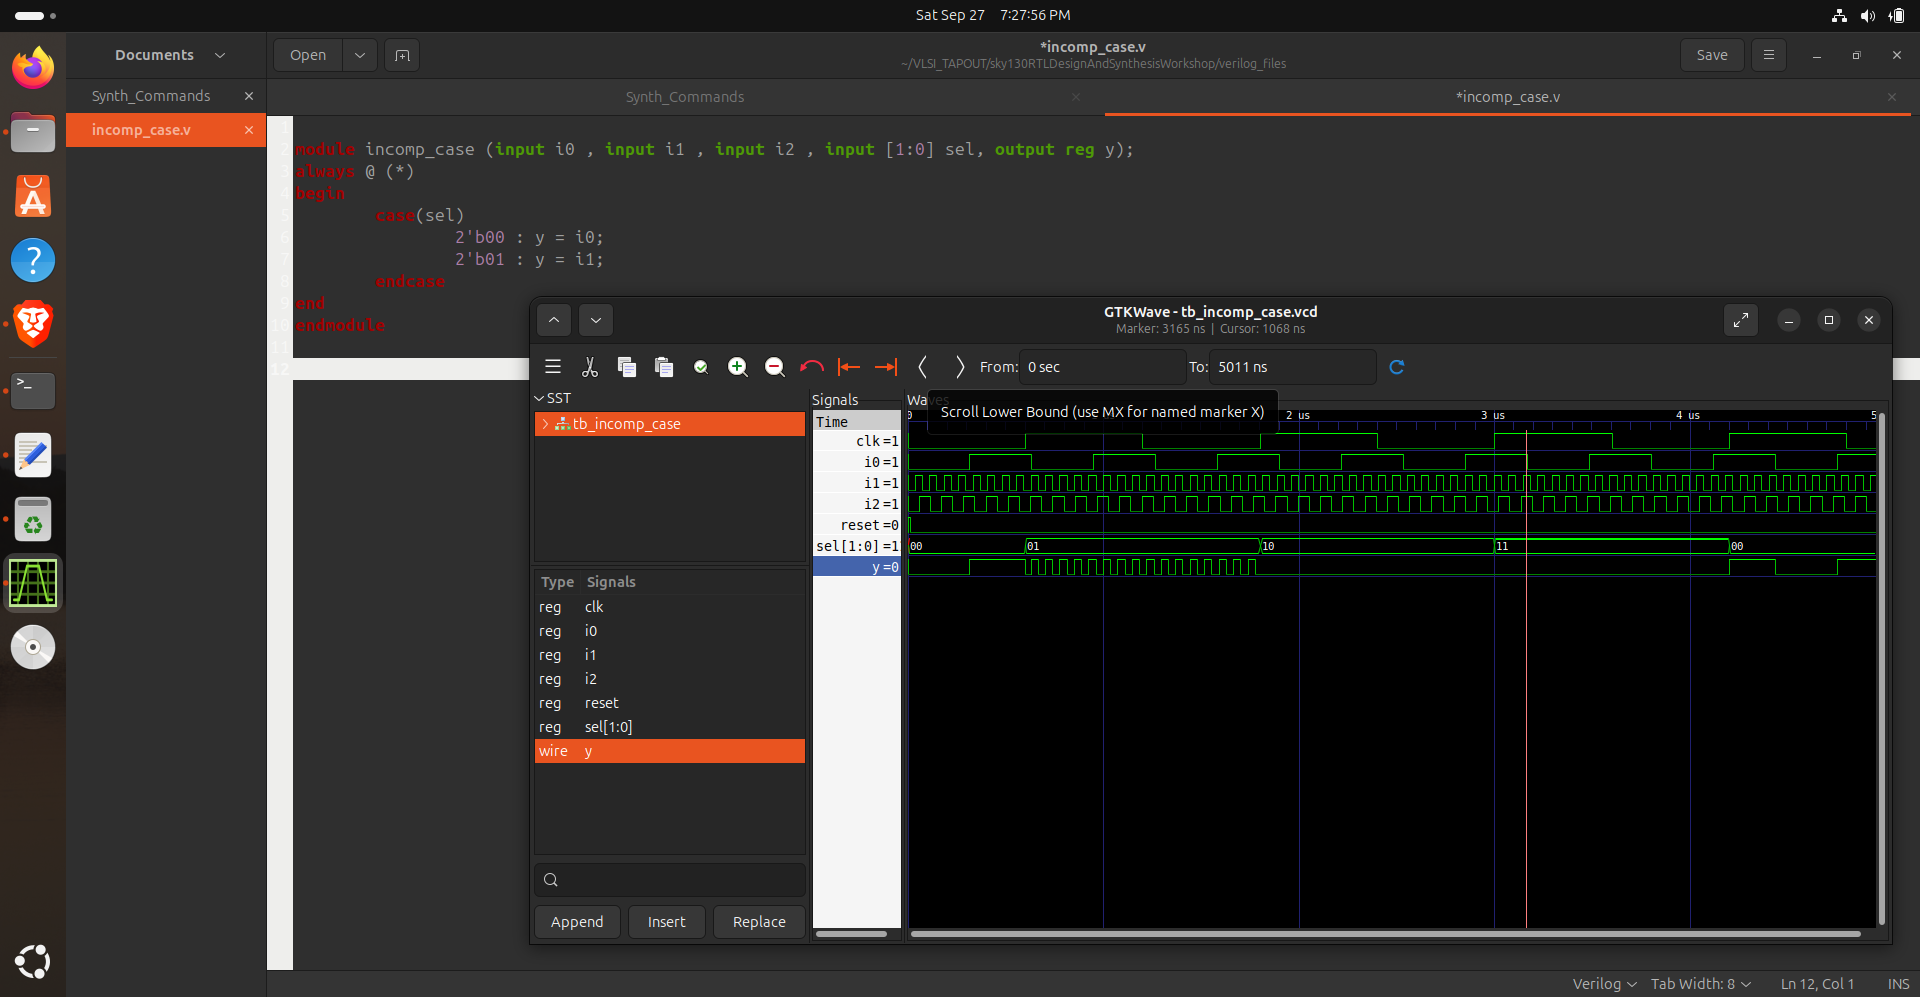 Sat Sep 27 7:27:56 PM
Documents
Open
*incomp_case.v
~/VLSI_TAPOUT/sky130RTLDesignAndSynthesisWorkshop/verilog_files
Save
Synth_Commands
incomp_case.v
Synth_Commands
*incomp_case.v
1
2 module incomp_case (input i0 , input i1 , input i2 , input [1:0] sel, output reg y);
3 always @ (*)
4 begin
5 case(sel)
6 2'b00 : y = i0;
7 2'b01 : y = i1;
8 endcase
9 end
10 endmodule
11
12
GTKWave - tb_incomp_case.vcd
Marker: 3165 ns | Cursor: 1068 ns
From: 0 sec
To: 5011 ns
SST
tb_incomp_case
Type Signals
reg clk
reg i0
reg i1
reg i2
reg reset
reg sel[1:0]
wire y
Append Insert Replace
Signals
Time
clk =1
i0 =1
i1 =1
i2 =1
reset =0
sel[1:0] =1
y =0
Waves
Scroll Lower Bound (use MX for named marker X)
0 2 us 3 us 4 us 5
00 01 10 11 00
Verilog Tab Width: 8 Ln 12, Col 1 INS